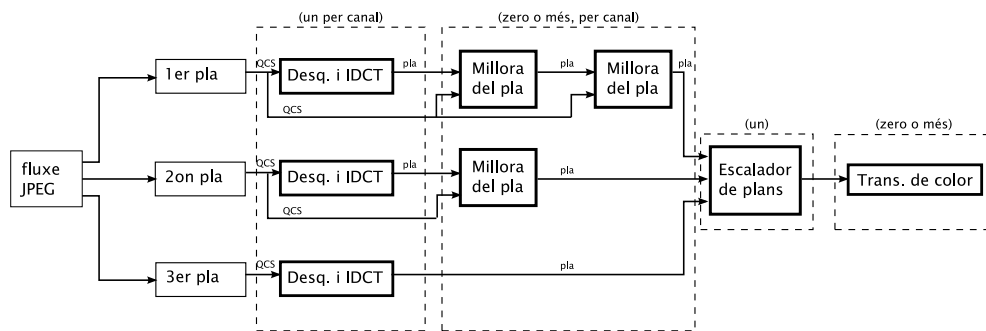 (un per canal)
(zero o més, per canal)
1er pla
QCS
Desq. i IDCT
pla
Millora
del pla
pla
Millora
del pla
pla
QCS
(un)
(zero o més)
fluxe
JPEG
2on pla
QCS
Desq. i IDCT
pla
Millora
del pla
pla
QCS
Escalador
de plans
Trans. de color
3er pla
QCS
Desq. i IDCT
pla